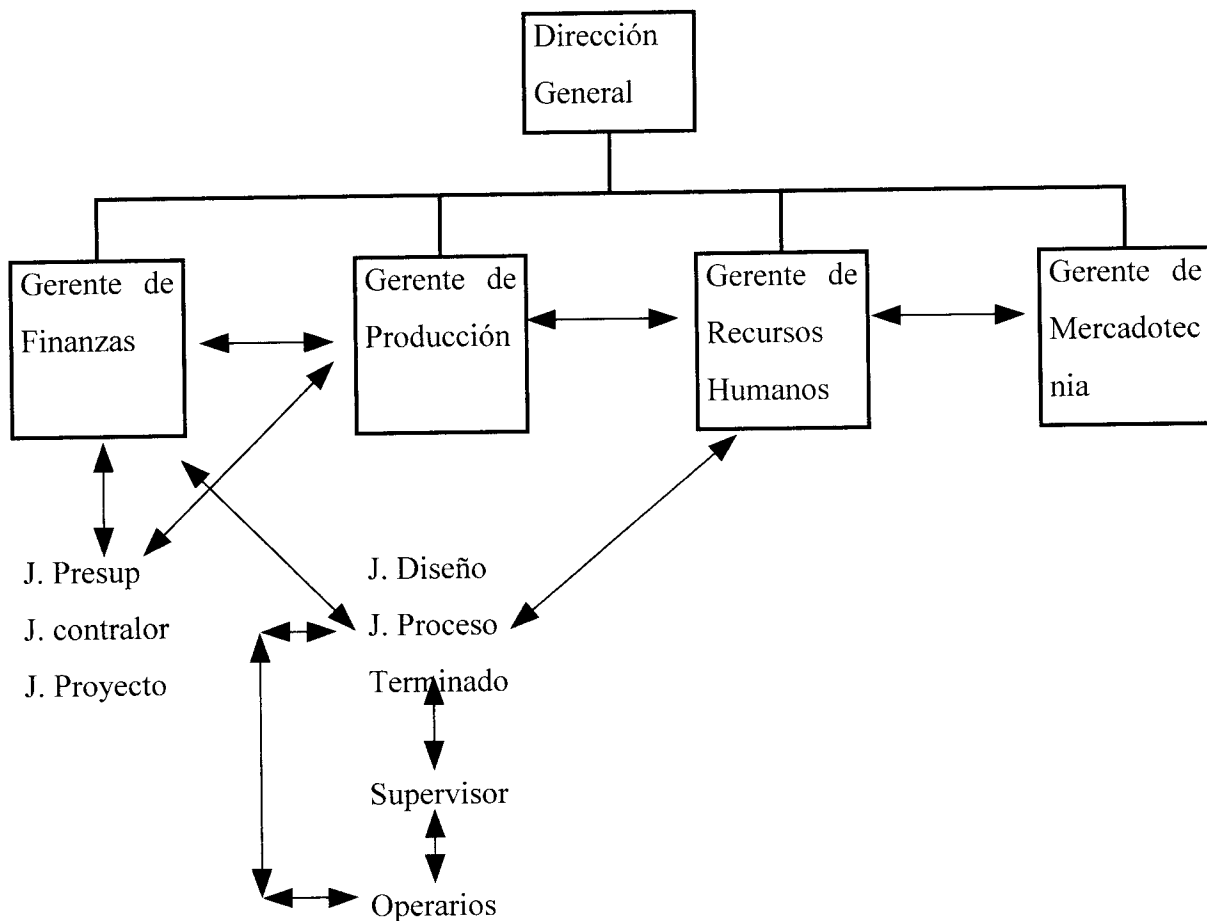 Dirección
General
Gerente de
Finanzas
Gerente de
Producción
Gerente de
Recursos
Humanos
Gerente de
Mercadotec
nia
J. Presup
J. contralor
J. Proyecto
J. Diseño
J. Proceso
Terminado
Supervisor
Operarios